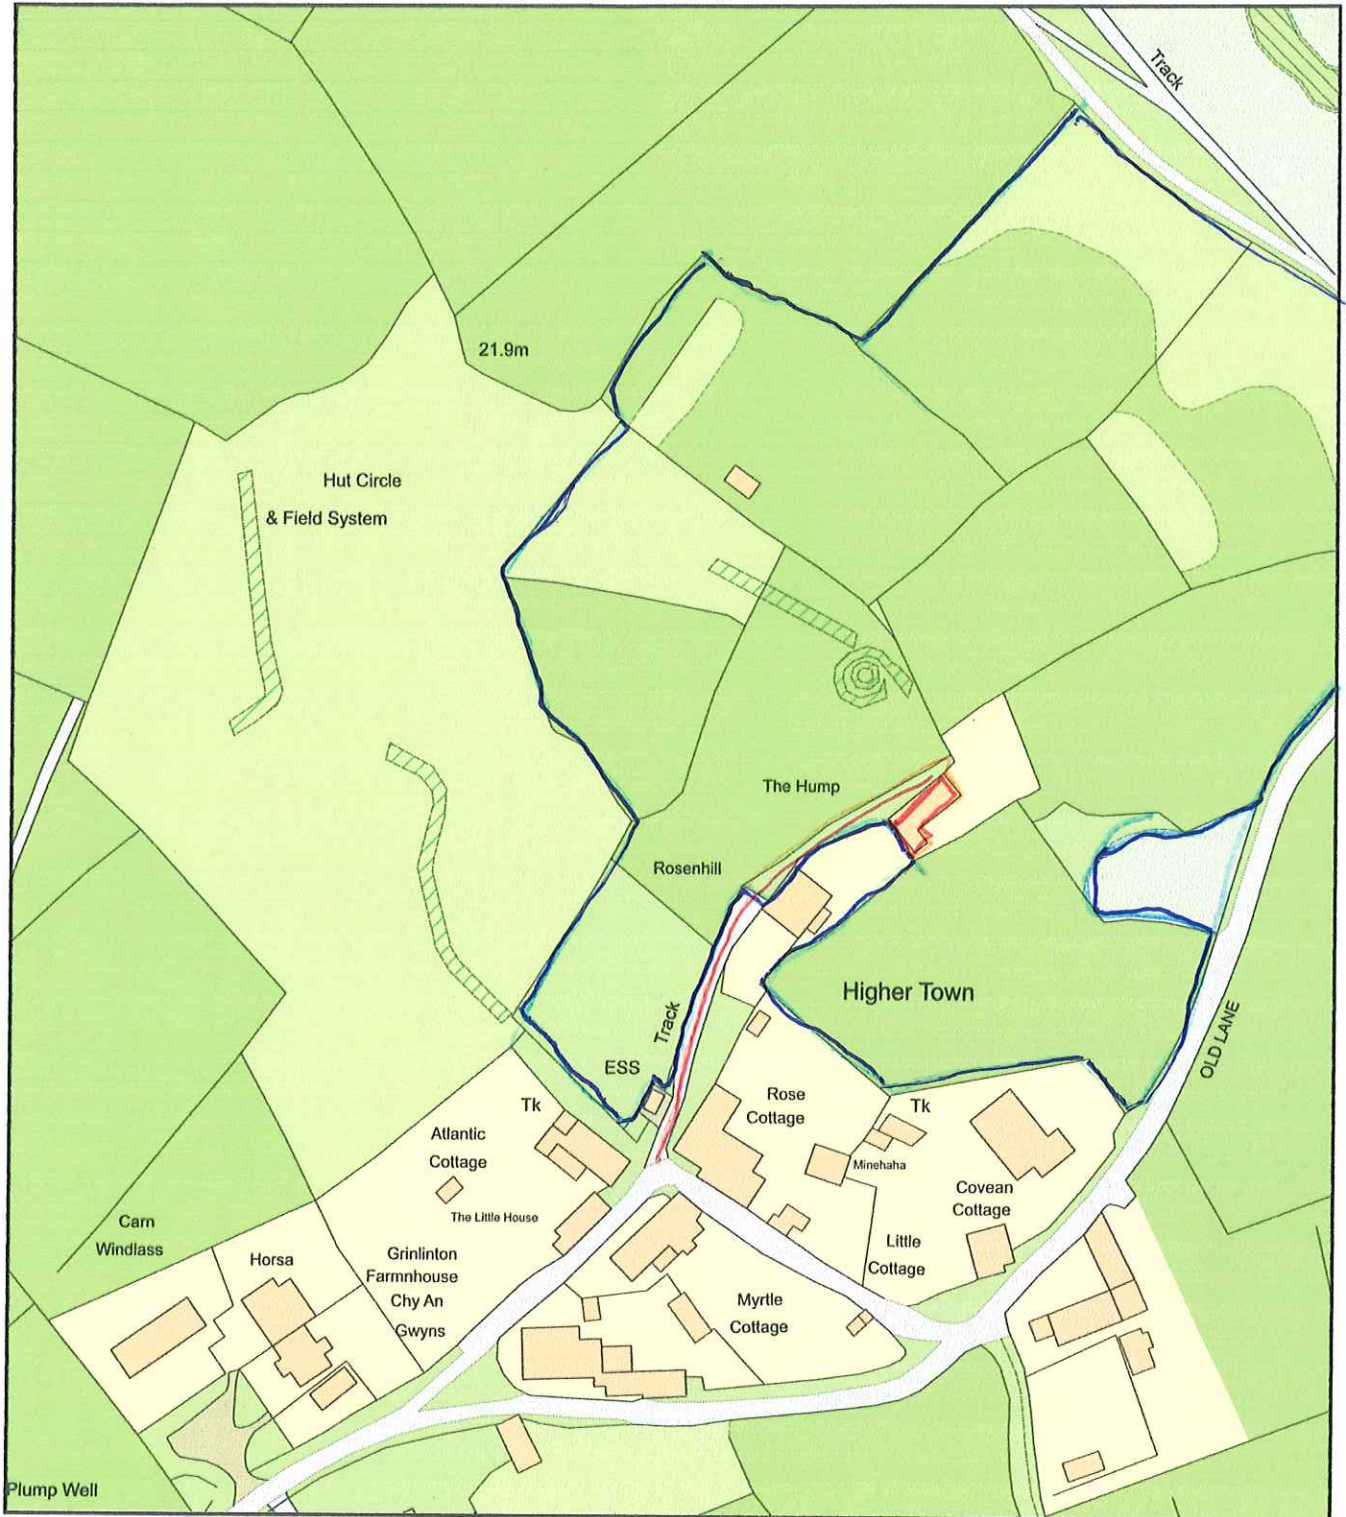 Track
21.9m
Hut Circle
& Field System
The Hump
Rosenhill
Higher Town
Track
OLD LANE
ESS
Tk
Rose
Cottage
Tk
Atlantic
Cottage
Minehaha
The Little House
Covean
Cottage
Carn
Windlass
Horsa
Grinlinton
Farmnhouse
Chy An
Gwyns
Little
Cottage
Myrtle
Cottage
Plump Well